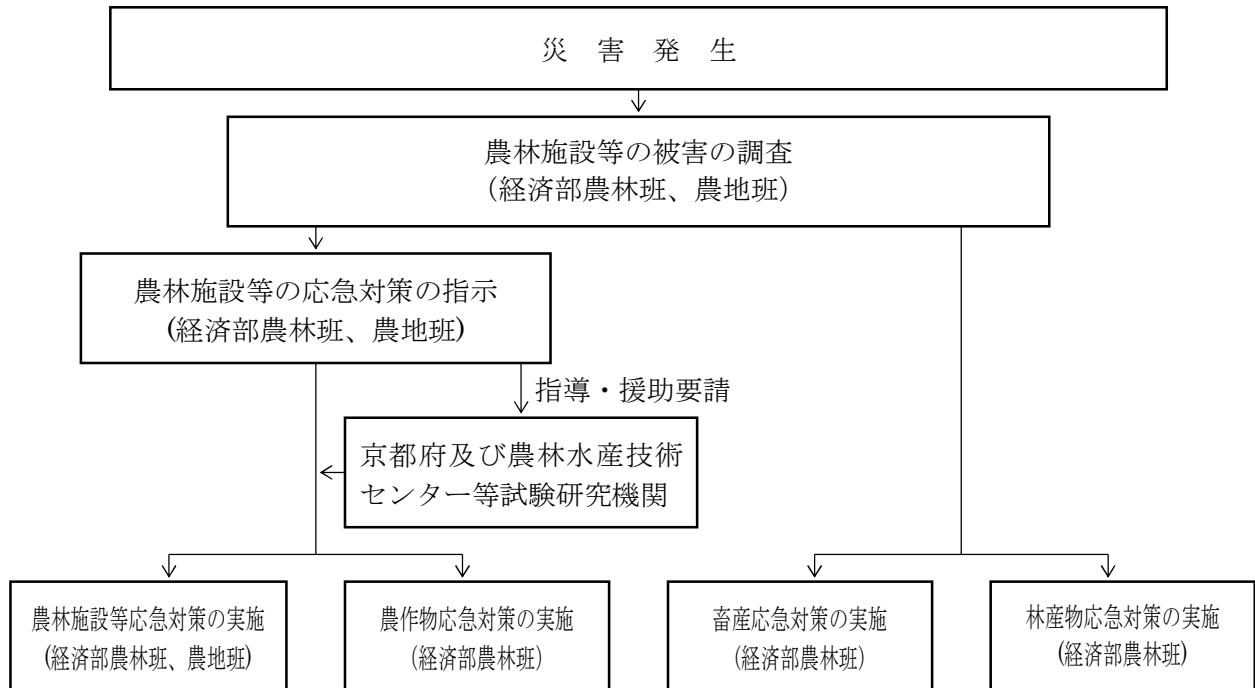 災 害 発 生
農林施設等の被害の調査
(経済部農林班、農地班)
農林施設等の応急対策の指示
(経済部農林班、農地班)
指導・援助要請
京都府及び農林水産技術
センター等試験研究機関
農林施設等応急対策の実施
(経済部農林班、農地班)
農作物応急対策の実施
(経済部農林班)
畜産応急対策の実施
(経済部農林班)
林産物応急対策の実施
(経済部農林班)